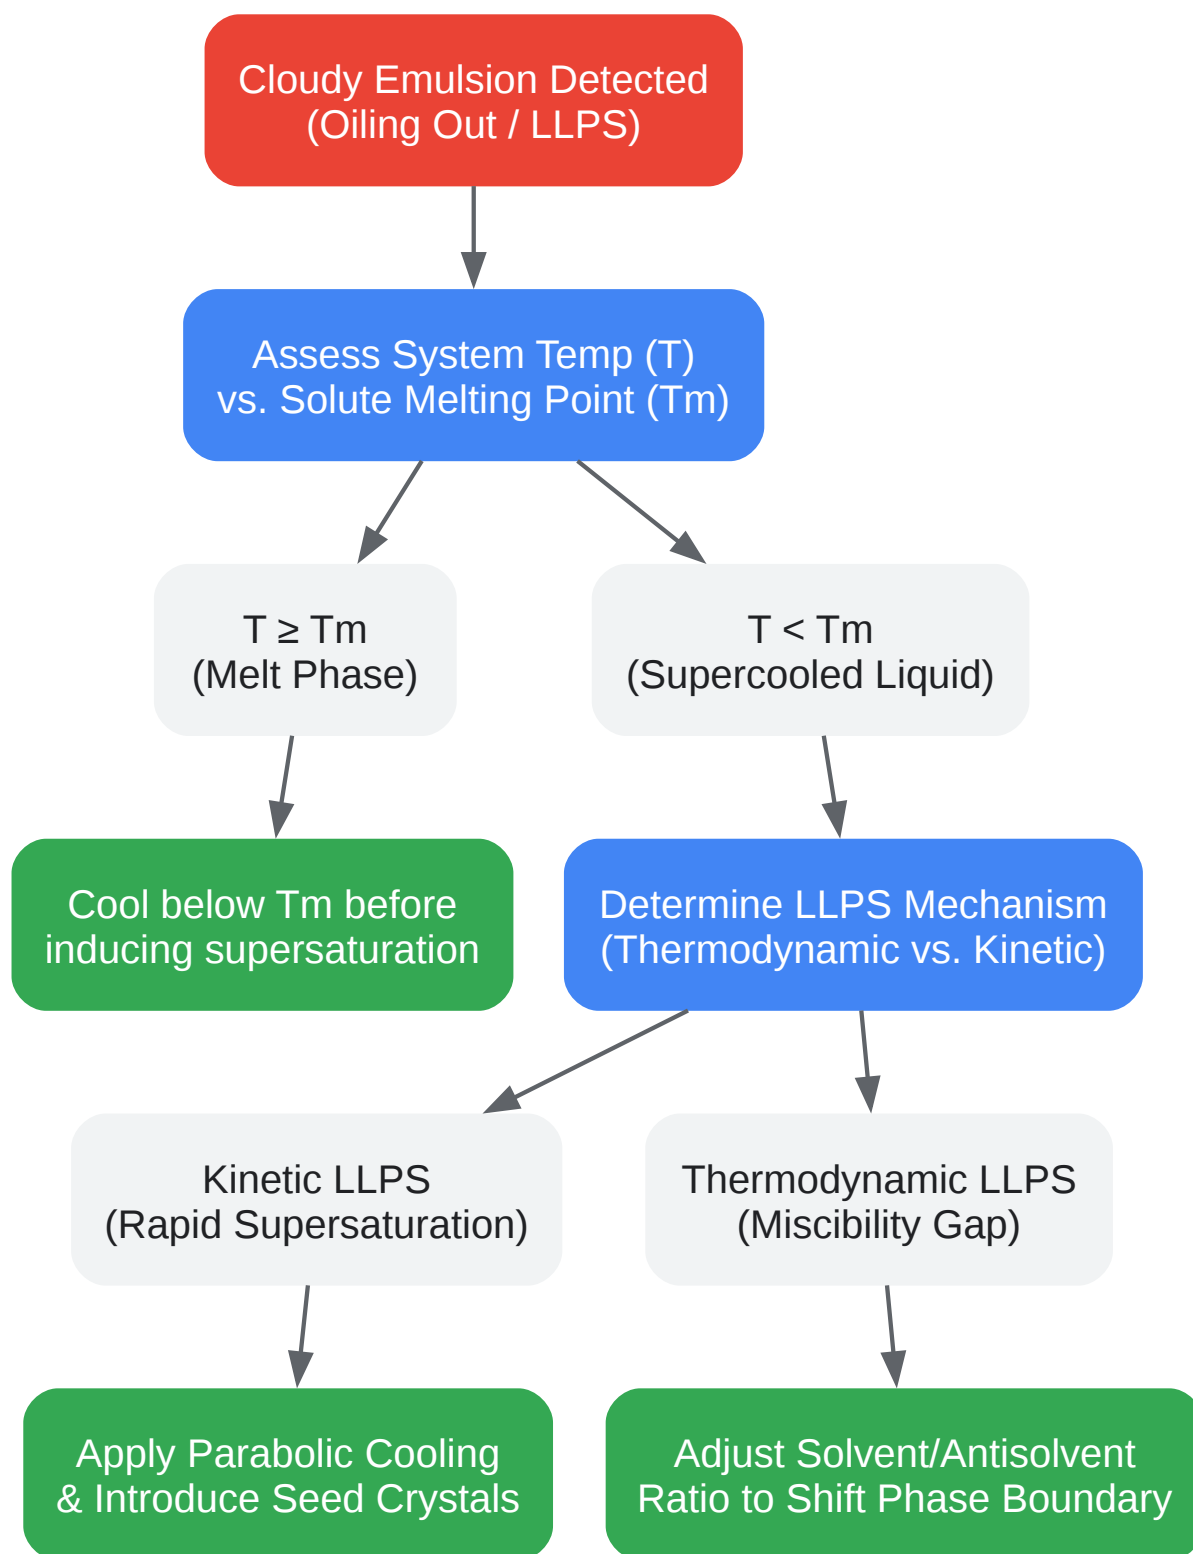 Cloudy Emulsion Detected
(Oiling Out / LLPS)
Assess System Temp (T)
vs. Solute Melting Point (Tm)
T ≥ Tm
(Melt Phase)
T < Tm
(Supercooled Liquid)
Cool below Tm before
inducing supersaturation
Determine LLPS Mechanism
(Thermodynamic vs. Kinetic)
Kinetic LLPS
(Rapid Supersaturation)
Thermodynamic LLPS
(Miscibility Gap)
Apply Parabolic Cooling
& Introduce Seed Crystals
Adjust Solvent/Antisolvent
Ratio to Shift Phase Boundary